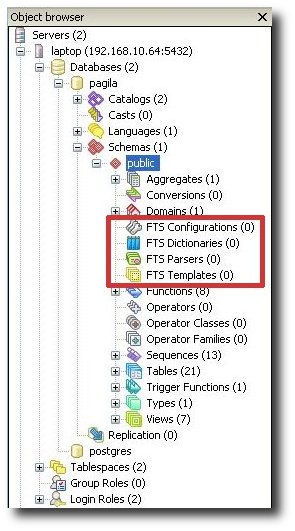 Object browser
Servers (2)
laptop (192.168.10.64:5432)
Databases (2)
pagila
Catalogs (2)
Casts (0)
Languages (1)
Schemas (1)
public
Aggregates (1)
Conversions (0)
Domains (1)
FTS Configurations (0)
FTS Dictionaries (0)
FTS Parsers (0)
FTS Templates (0)
Functions (8)
Operators (0)
Operator Classes (0)
Operator Families (0)
Sequences (13)
Tables (21)
Trigger Functions (1)
Types (1)
Views (7)
Replication (0)
postgres
Tablespaces (2)
Group Roles (0)
Login Roles (2)